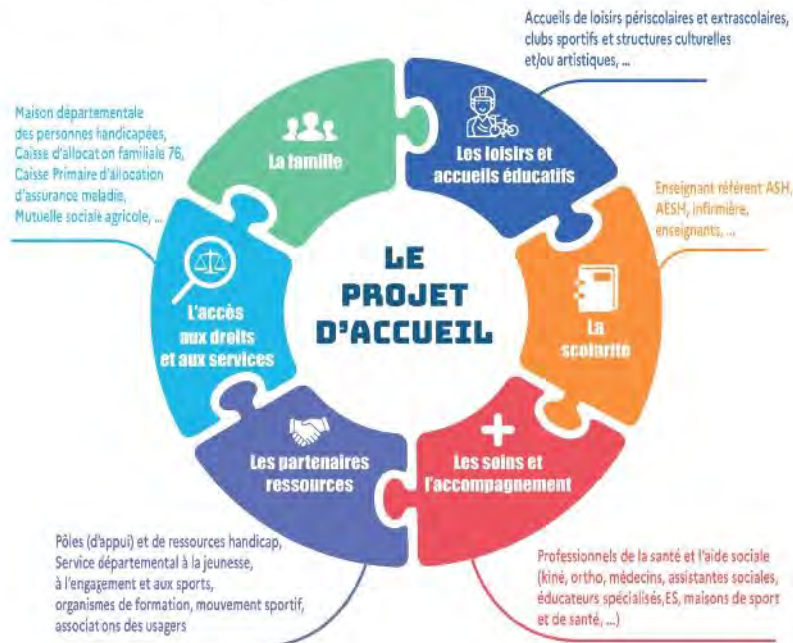 Accueils de loisirs périscolaires et extrascolaires,
clubs sportifs et structures culturelles
et/ou artistiques, ...
Maison départementale
des personnes handicapées,
Caisse d'allocation familiale 76,
Caisse Primaire d'allocation
d'assurance meladie,
Mutuelle sociale agricole, ...
La famille
Les loisirs et
accueils éducatifs
Enseignant référent ASH,
AESH, infirmière,
enseignants, ...
LE
PROJET
D'ACCUEIL
L'accès
aux droits
et aux services
La
scolarité
Les partenaires
ressources
Les soins et
l'accompagnement
Pôles (d'appui) et de ressources handicap,
Service départemental à la jeunesse,
à l'engagement et aux sports,
organismes de formation, mouvement sportif,
associations des usagers
Professionnels de la santé et l'aide sociale
(kiné, ortho, médecins, assistantes sociales,
éducateurs spécialisés,ES, maisons de sport
et de santé, ...)